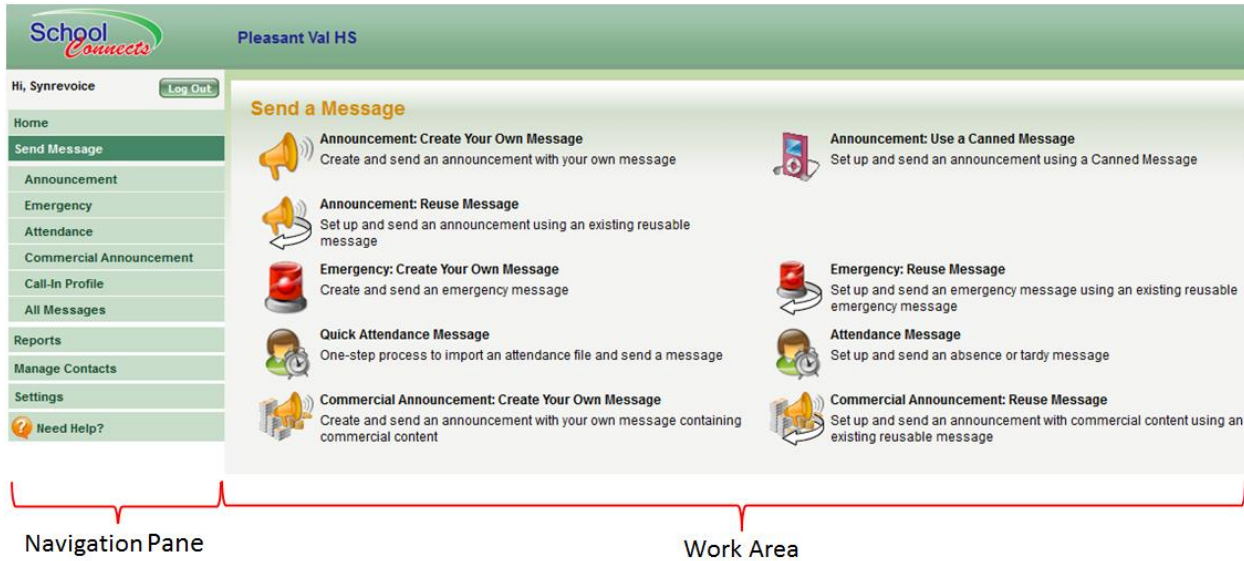 School
Connects
Pleasant Val HS
Hi, Synrevoice
Log Out
Home
Send Message
Announcement
Emergency
Attendance
Commercial Announcement
Call-In Profile
All Messages
Reports
Manage Contacts
Settings
Need Help?
Send a Message
Announcement: Create Your Own Message
Create and send an announcement with your own message
Announcement: Use a Canned Message
Set up and send an announcement using a Canned Message
Announcement: Reuse Message
Set up and send an announcement using an existing reusable
message
Emergency: Create Your Own Message
Create and send an emergency message
Emergency: Reuse Message
Set up and send an emergency message using an existing reusable
emergency message
Quick Attendance Message
One-step process to import an attendance file and send a message
Attendance Message
Set up and send an absence or tardy message
Commercial Announcement: Create Your Own Message
Create and send an announcement with your own message containing
commercial content
Commercial Announcement: Reuse Message
Set up and send an announcement with commercial content using an
existing reusable message
Navigation Pane
Work Area